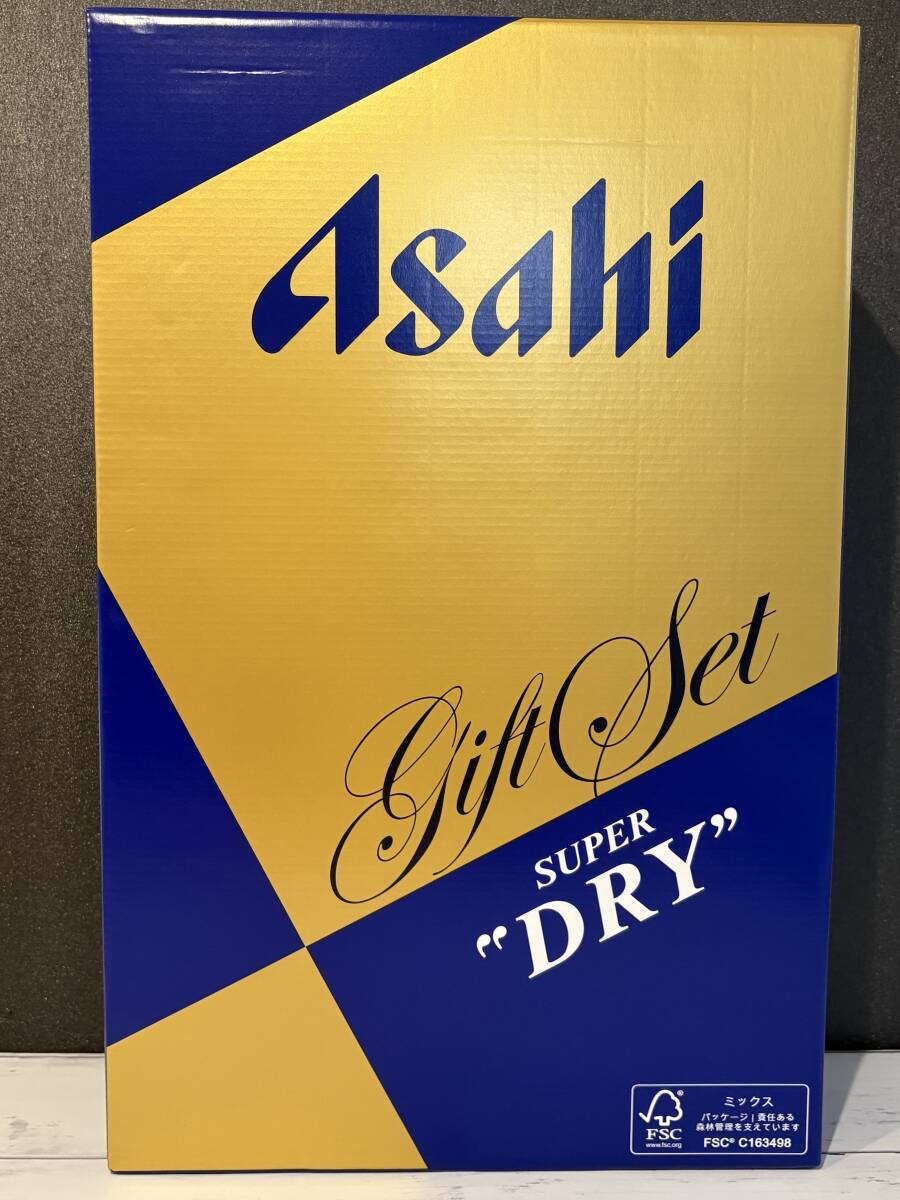 Asahi
Gift Set
SUPER
"DRY"
FSC
www.fsc.org
ミックス
パッケージ | 責任ある
森林管理を支えています
FSC® C163498